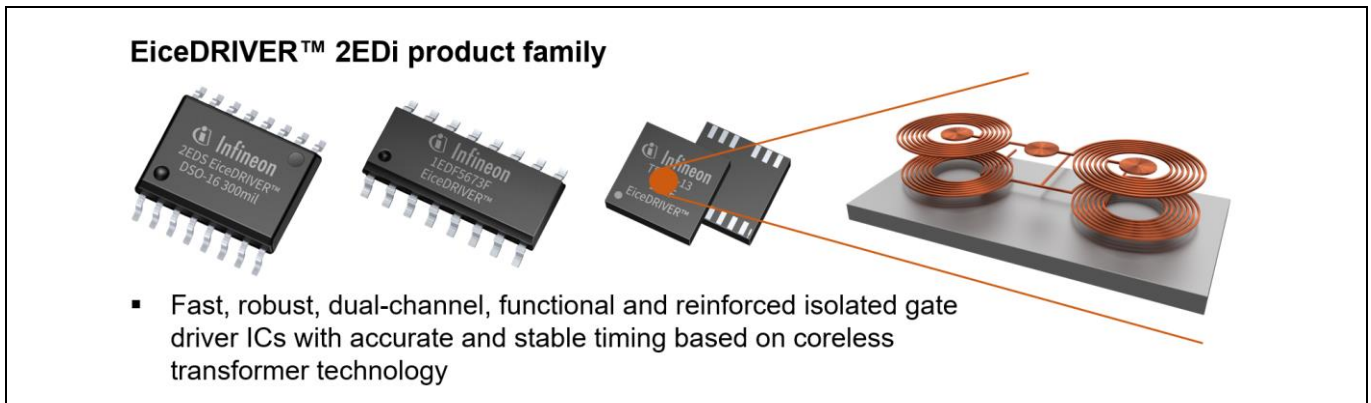 EiceDRIVER™ 2EDi product family
Infineon
2EDS EiceDRIVER™
DSO-16 300mil
Infineon
1EDF5673F
EiceDRIVER™
Infineon
EiceDRIVER™
▪ Fast, robust, dual-channel, functional and reinforced isolated gate
driver ICs with accurate and stable timing based on coreless
transformer technology